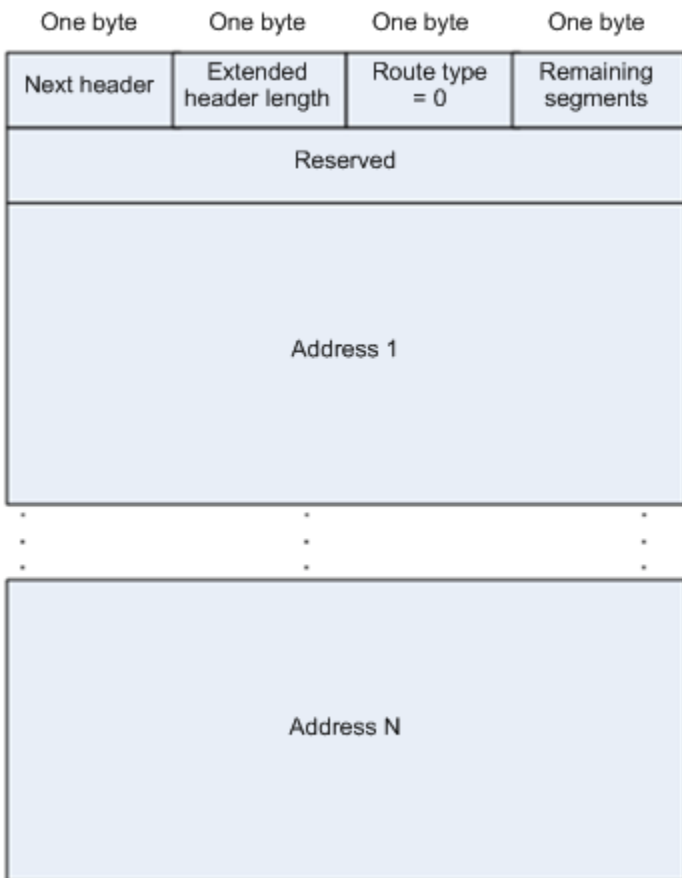 One byte One byte One byte One byte
Next header
Extended
header length
Route type
= 0
Remaining
segments
Reserved
Address 1
Address N